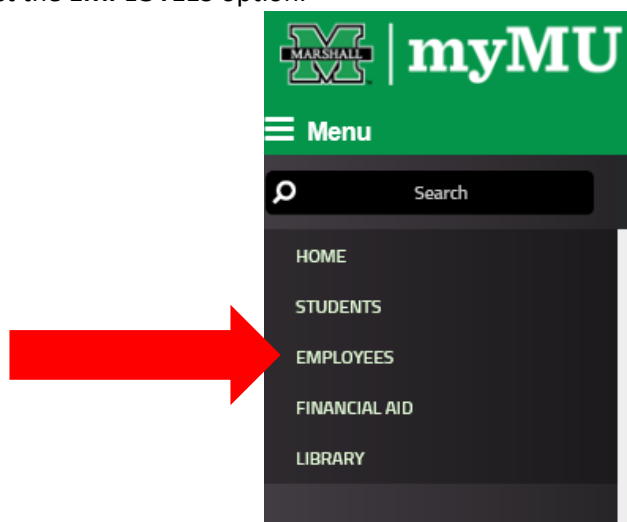 MARSHALL myMU
Menu
Search
HOME
STUDENTS
EMPLOYEES
FINANCIAL AID
LIBRARY